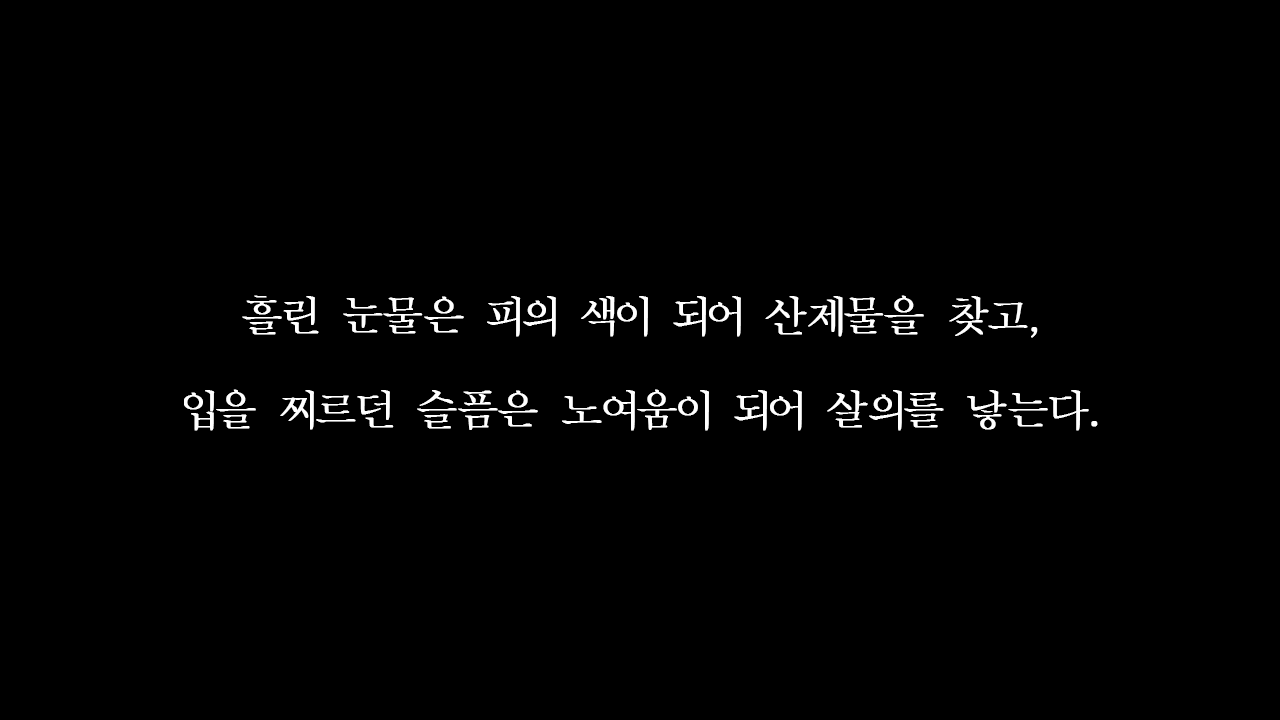 흘린 눈물은 피의 색이 되어 산제물을 찾고,
입을 찌르던 슬픔은 노여움이 되어 살의를 낳는다.